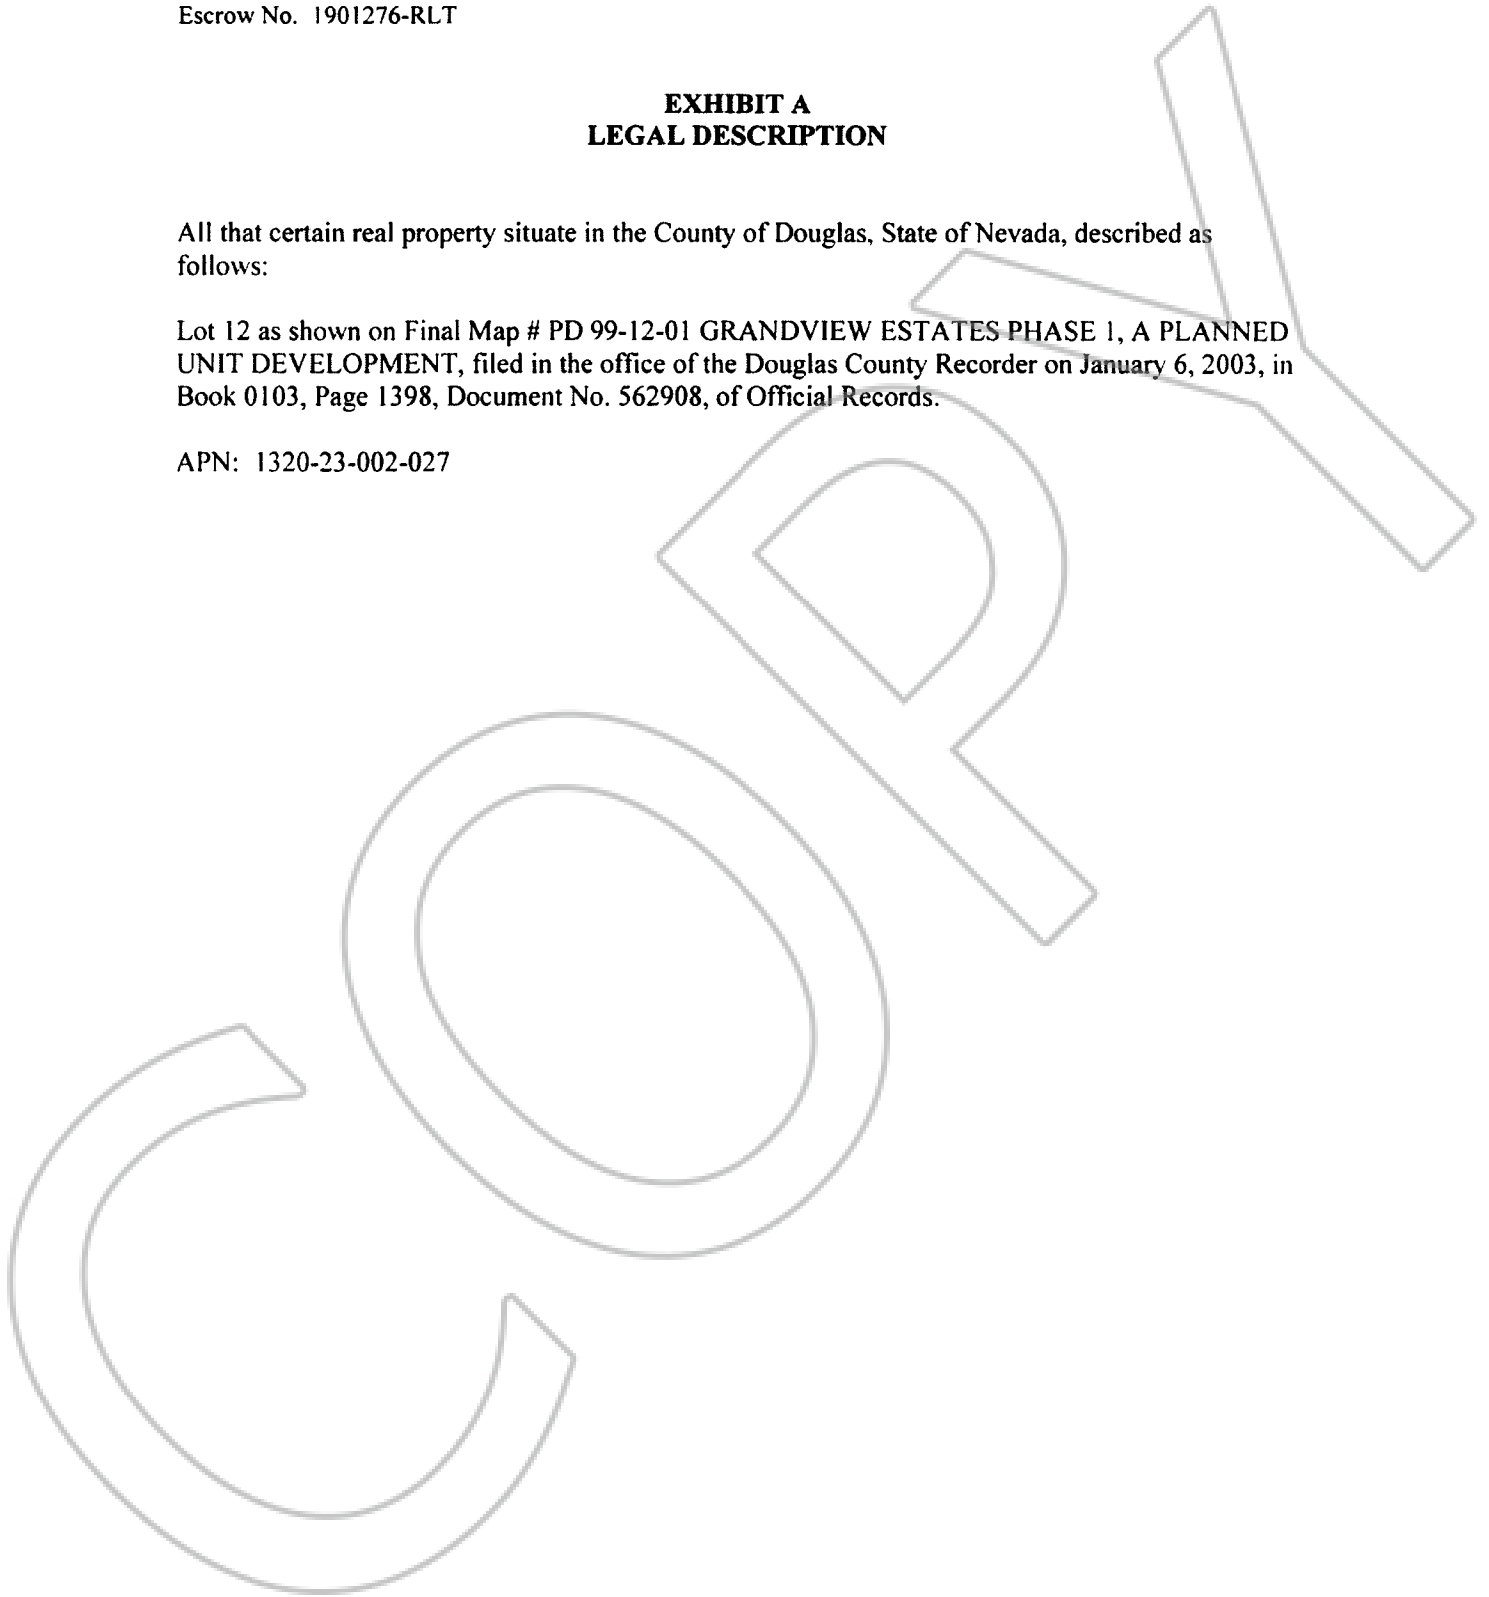 Escrow No. 1901276-RLT
EXHIBIT A
LEGAL DESCRIPTION
All that certain real property situate in the County of Douglas, State of Nevada, described as
follows:
Lot 12 as shown on Final Map # PD 99-12-01 GRANDVIEW ESTATES PHASE 1, A PLANNED
UNIT DEVELOPMENT, filed in the office of the Douglas County Recorder on January 6, 2003, in
Book 0103, Page 1398, Document No. 562908, of Official Records.
APN: 1320-23-002-027
COPY